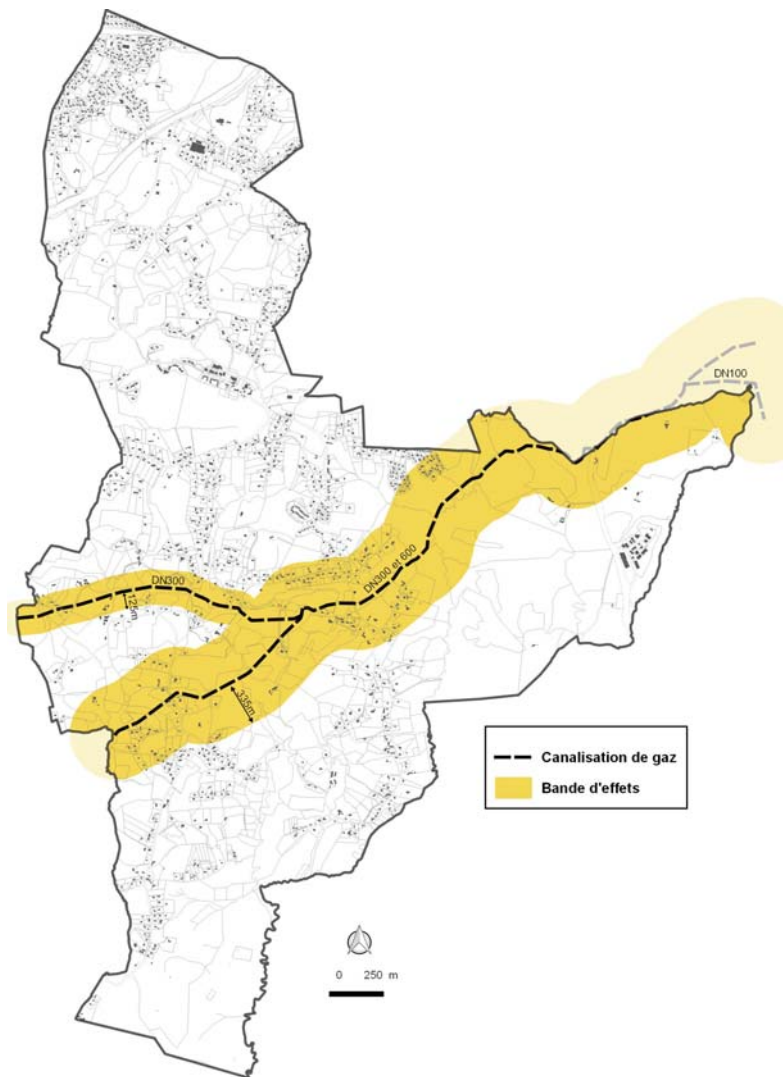 DN100
DN300
125m
DN300 et 600
335m
Canalisation de gaz
Bande d'effets
0 250 m